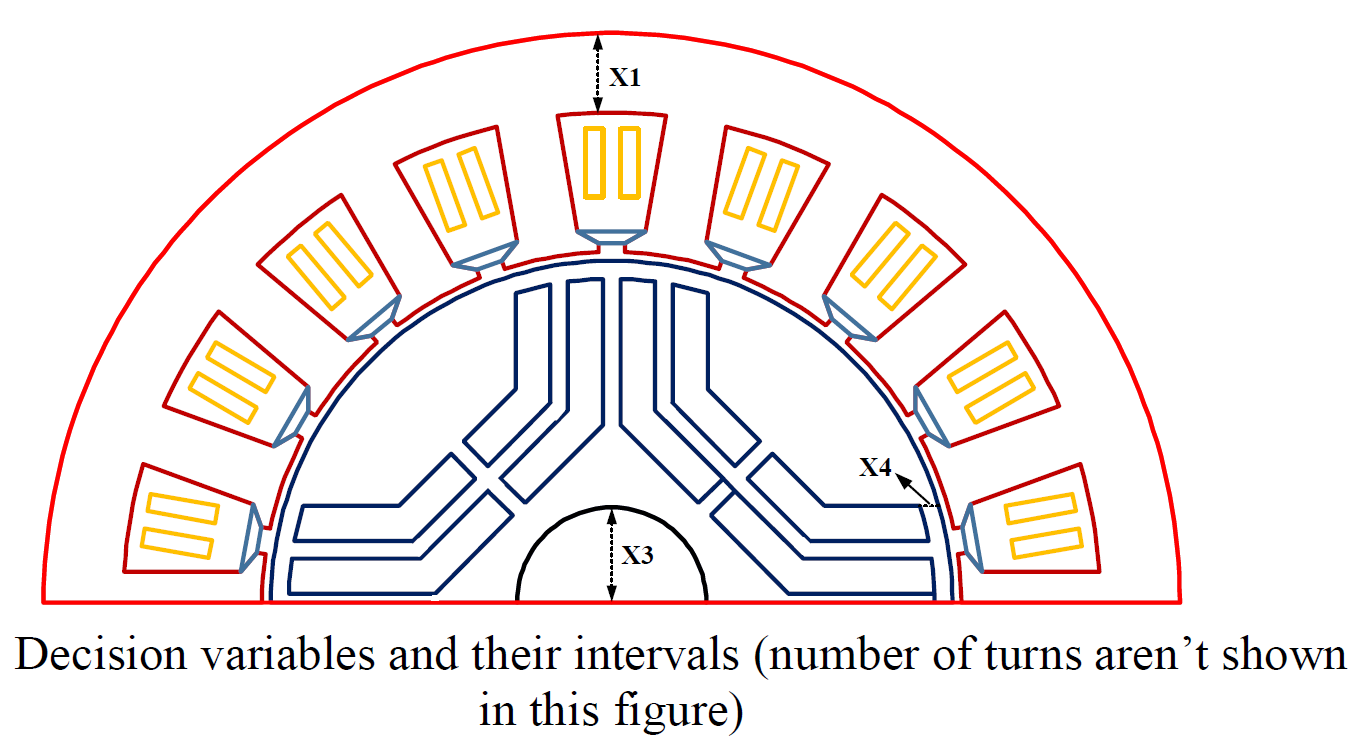 X1
X4
X3
Decision variables and their intervals (number of turns aren’t shown
in this figure)